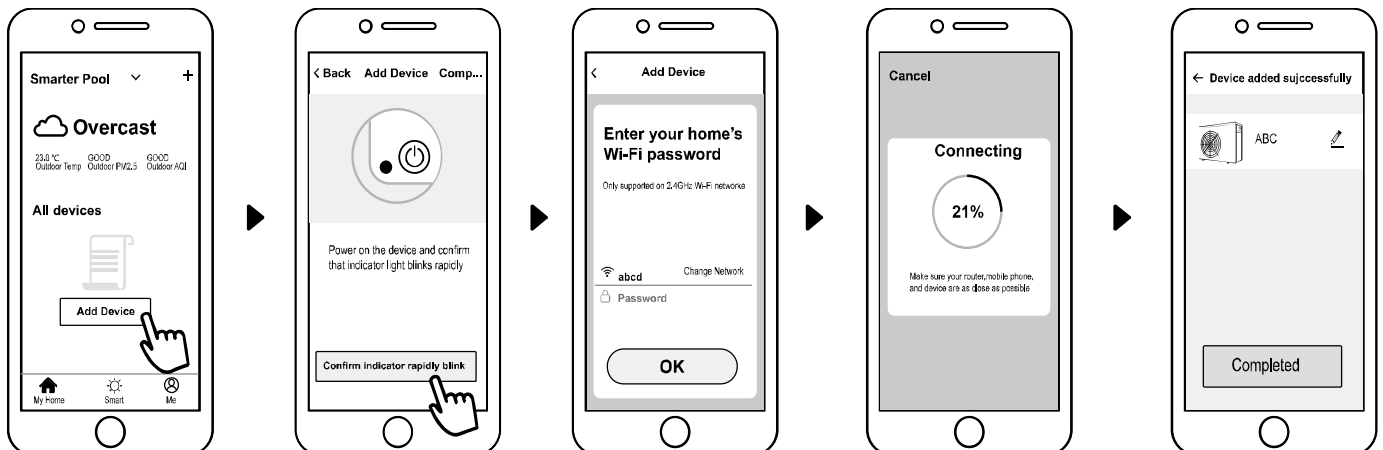 Smarter Pool +
Overcast
23.0 °C GOOD GOOD
Outdoor Temp Outdoor PM2.5 Outdoor AQI
All devices
Add Device
My Home Smart Me
< Back Add Device Comp...
Power on the device and confirm
that indicator light blinks rapidly
Confirm indicator rapidly blink
< Add Device
Enter your home's
Wi-Fi password
Only supported on 2.4GHz Wi-Fi networke
abcd Change Network
Password
OK
Cancel
Connecting
21%
Make sure your router,mobile phone,
and device are as close as possible
← Device added sujccessfully
ABC
Completed